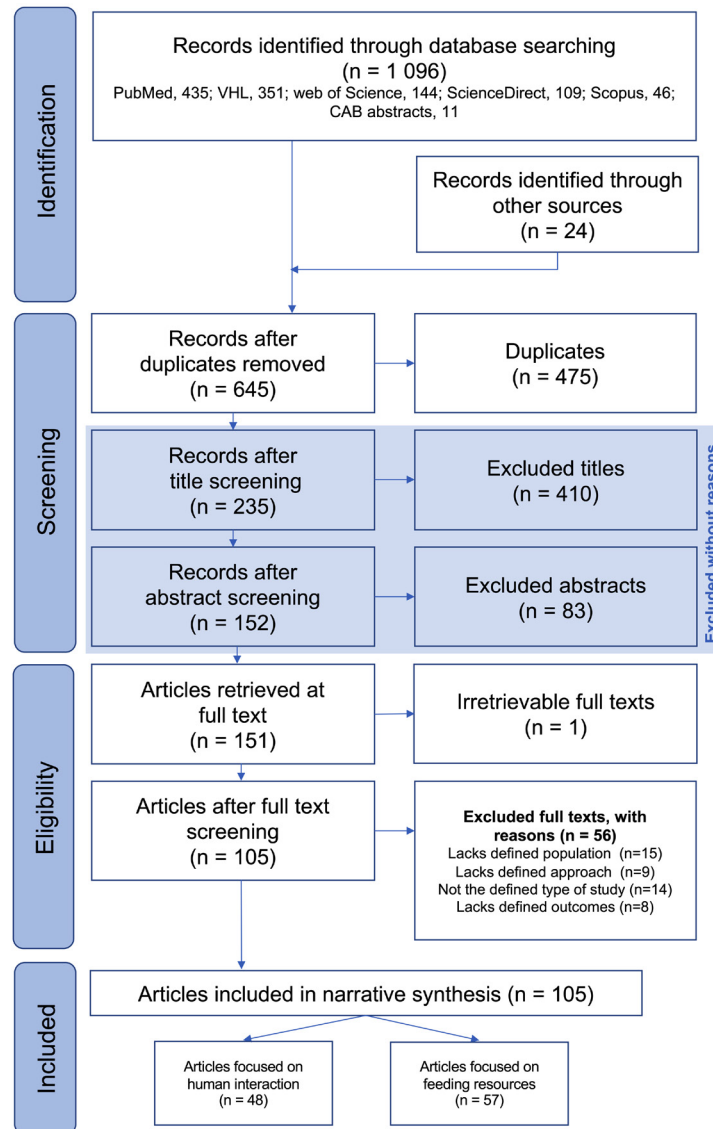 Identification
Records identified through database searching
(n = 1 096)
PubMed, 435; VHL, 351; web of Science, 144; ScienceDirect, 109; Scopus, 46;
CAB abstracts, 11
Records identified through
other sources
(n = 24)
Screening
Records after
duplicates removed
(n = 645)
Duplicates
(n = 475)
Records after
title screening
(n = 235)
Excluded titles
(n = 410)
Excluded without reasons
Records after
abstract screening
(n = 152)
Excluded abstracts
(n = 83)
Eligibility
Articles retrieved at
full text
(n = 151)
Irretrievable full texts
(n = 1)
Articles after full text
screening
(n = 105)
Excluded full texts, with
reasons (n = 56)
Lacks defined population (n=15)
Lacks defined approach (n=9)
Not the defined type of study (n=14)
Lacks defined outcomes (n=8)
Included
Articles included in narrative synthesis (n = 105)
Articles focused on
human interaction
(n = 48)
Articles focused on
feeding resources
(n = 57)